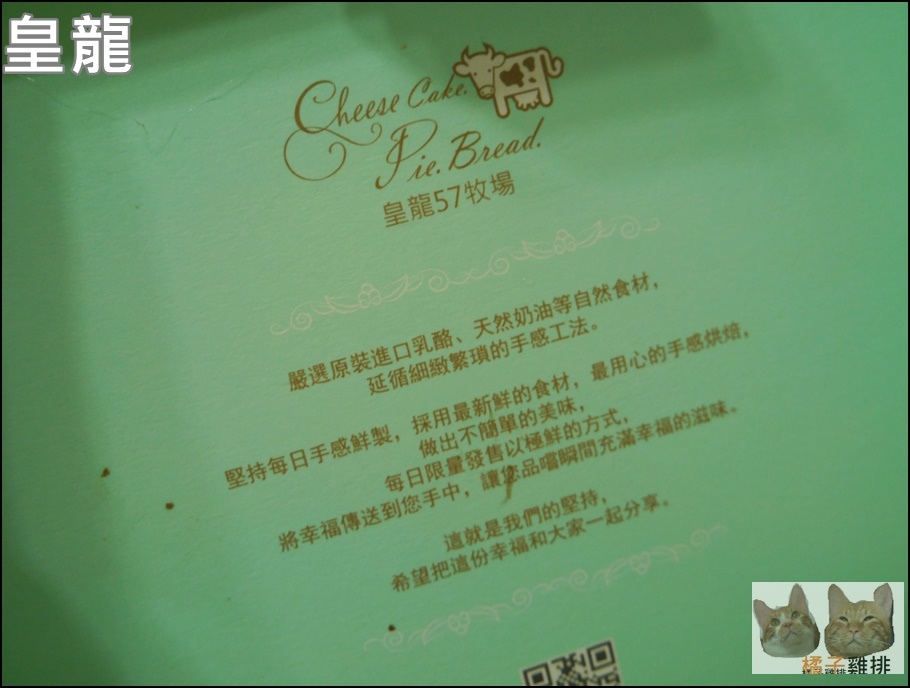 皇龍
Cheese Cake.
Pie. Bread.
皇龍57牧場
嚴選原裝進口乳酪、天然奶油等自然食材，
延循細緻繁瑣的手感工法。
堅持每日手感鮮製，採用最新鮮的食材，最用心的手感烘焙，
做出不簡單的美味，
每日限量發售以極鮮的方式，
將幸福傳送到您手中，讓您品嚐瞬間充滿幸福的滋味。
這就是我們的堅持，
希望把這份幸福和大家一起分享。
橘子雞排